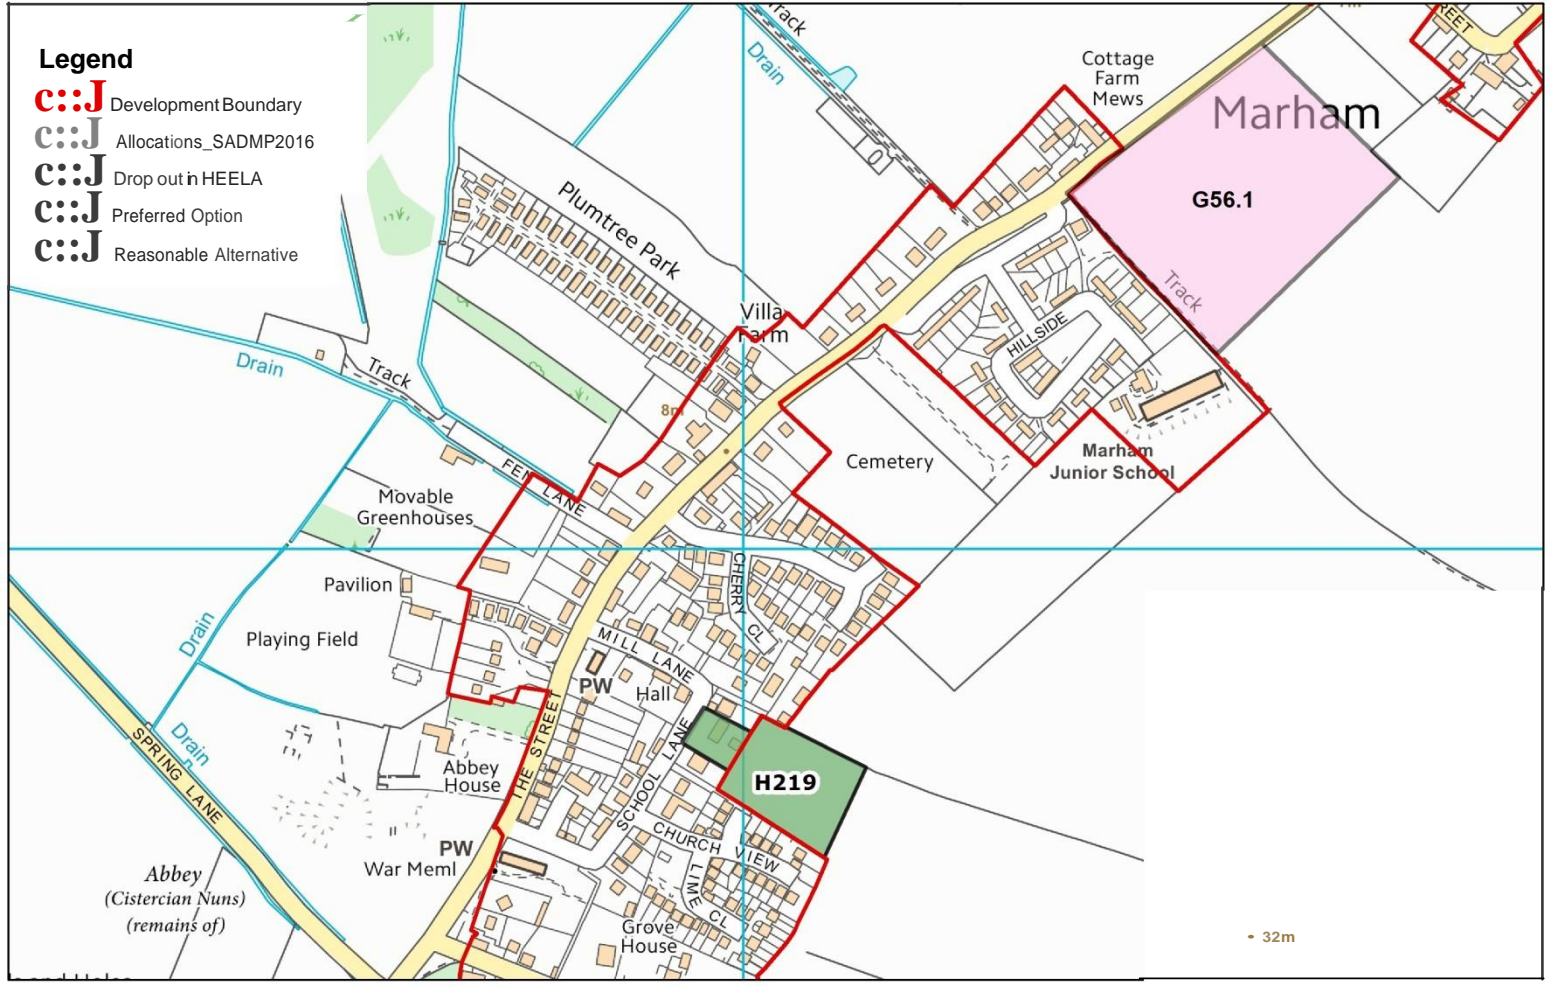 Legend
c::J Development Boundary
c::J Allocations_SADMP2016
c::J Drop out in HEELA
c::J Preferred Option
c::J Reasonable Alternative
Track
Drain
Cottage
Farm
Mews
REET
Marham
G56.1
Track
Plumtree Park
Villa
Farm
HILLSIDE
Drain
Track
8m
Marham
Junior School
Cemetery
FEN LANE
Movable
Greenhouses
CHERRY CL
Pavilion
Playing Field
Drain
MILL LANE
PW
Hall
THE STREET
SCHOOL LANE
H219
Drain
SPRING LANE
Abbey
House
CHURCH VIEW
LIME CL
PW
War Meml
Abbey
(Cistercian Nuns)
(remains of)
Grove
House
32m